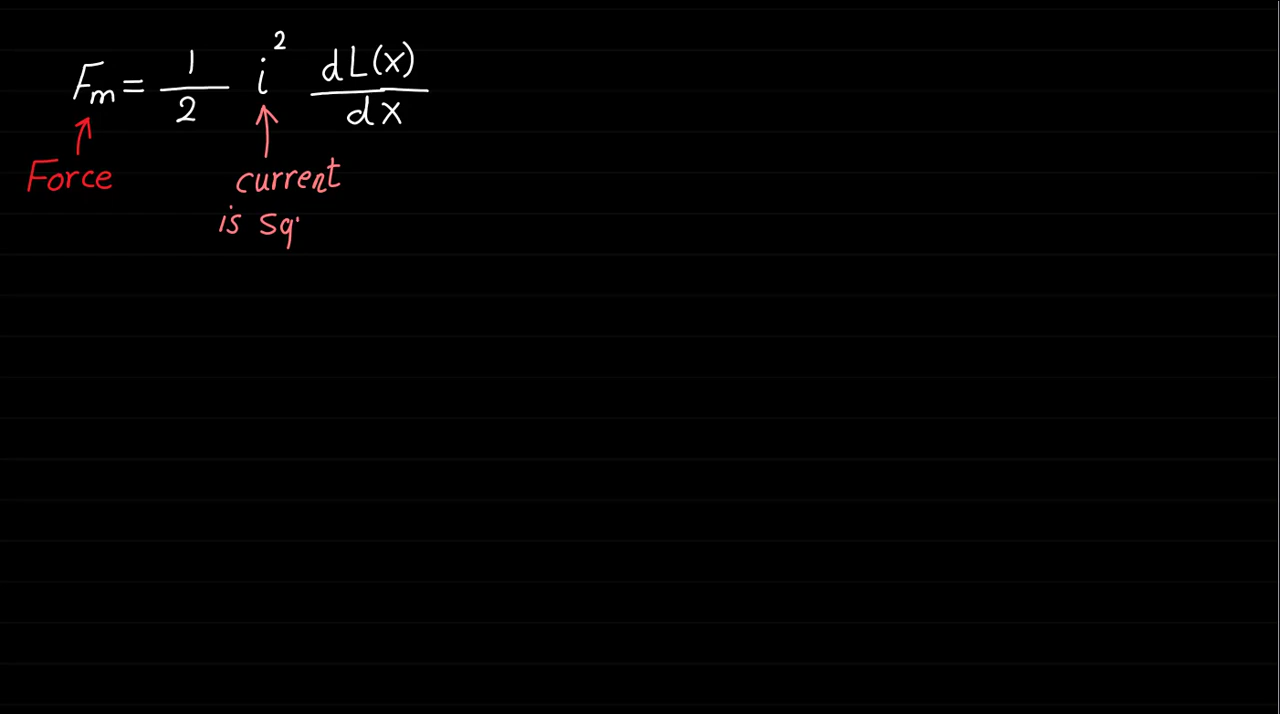 Fm = 1/2 i² dL(x)/dx
Force
current
is sq